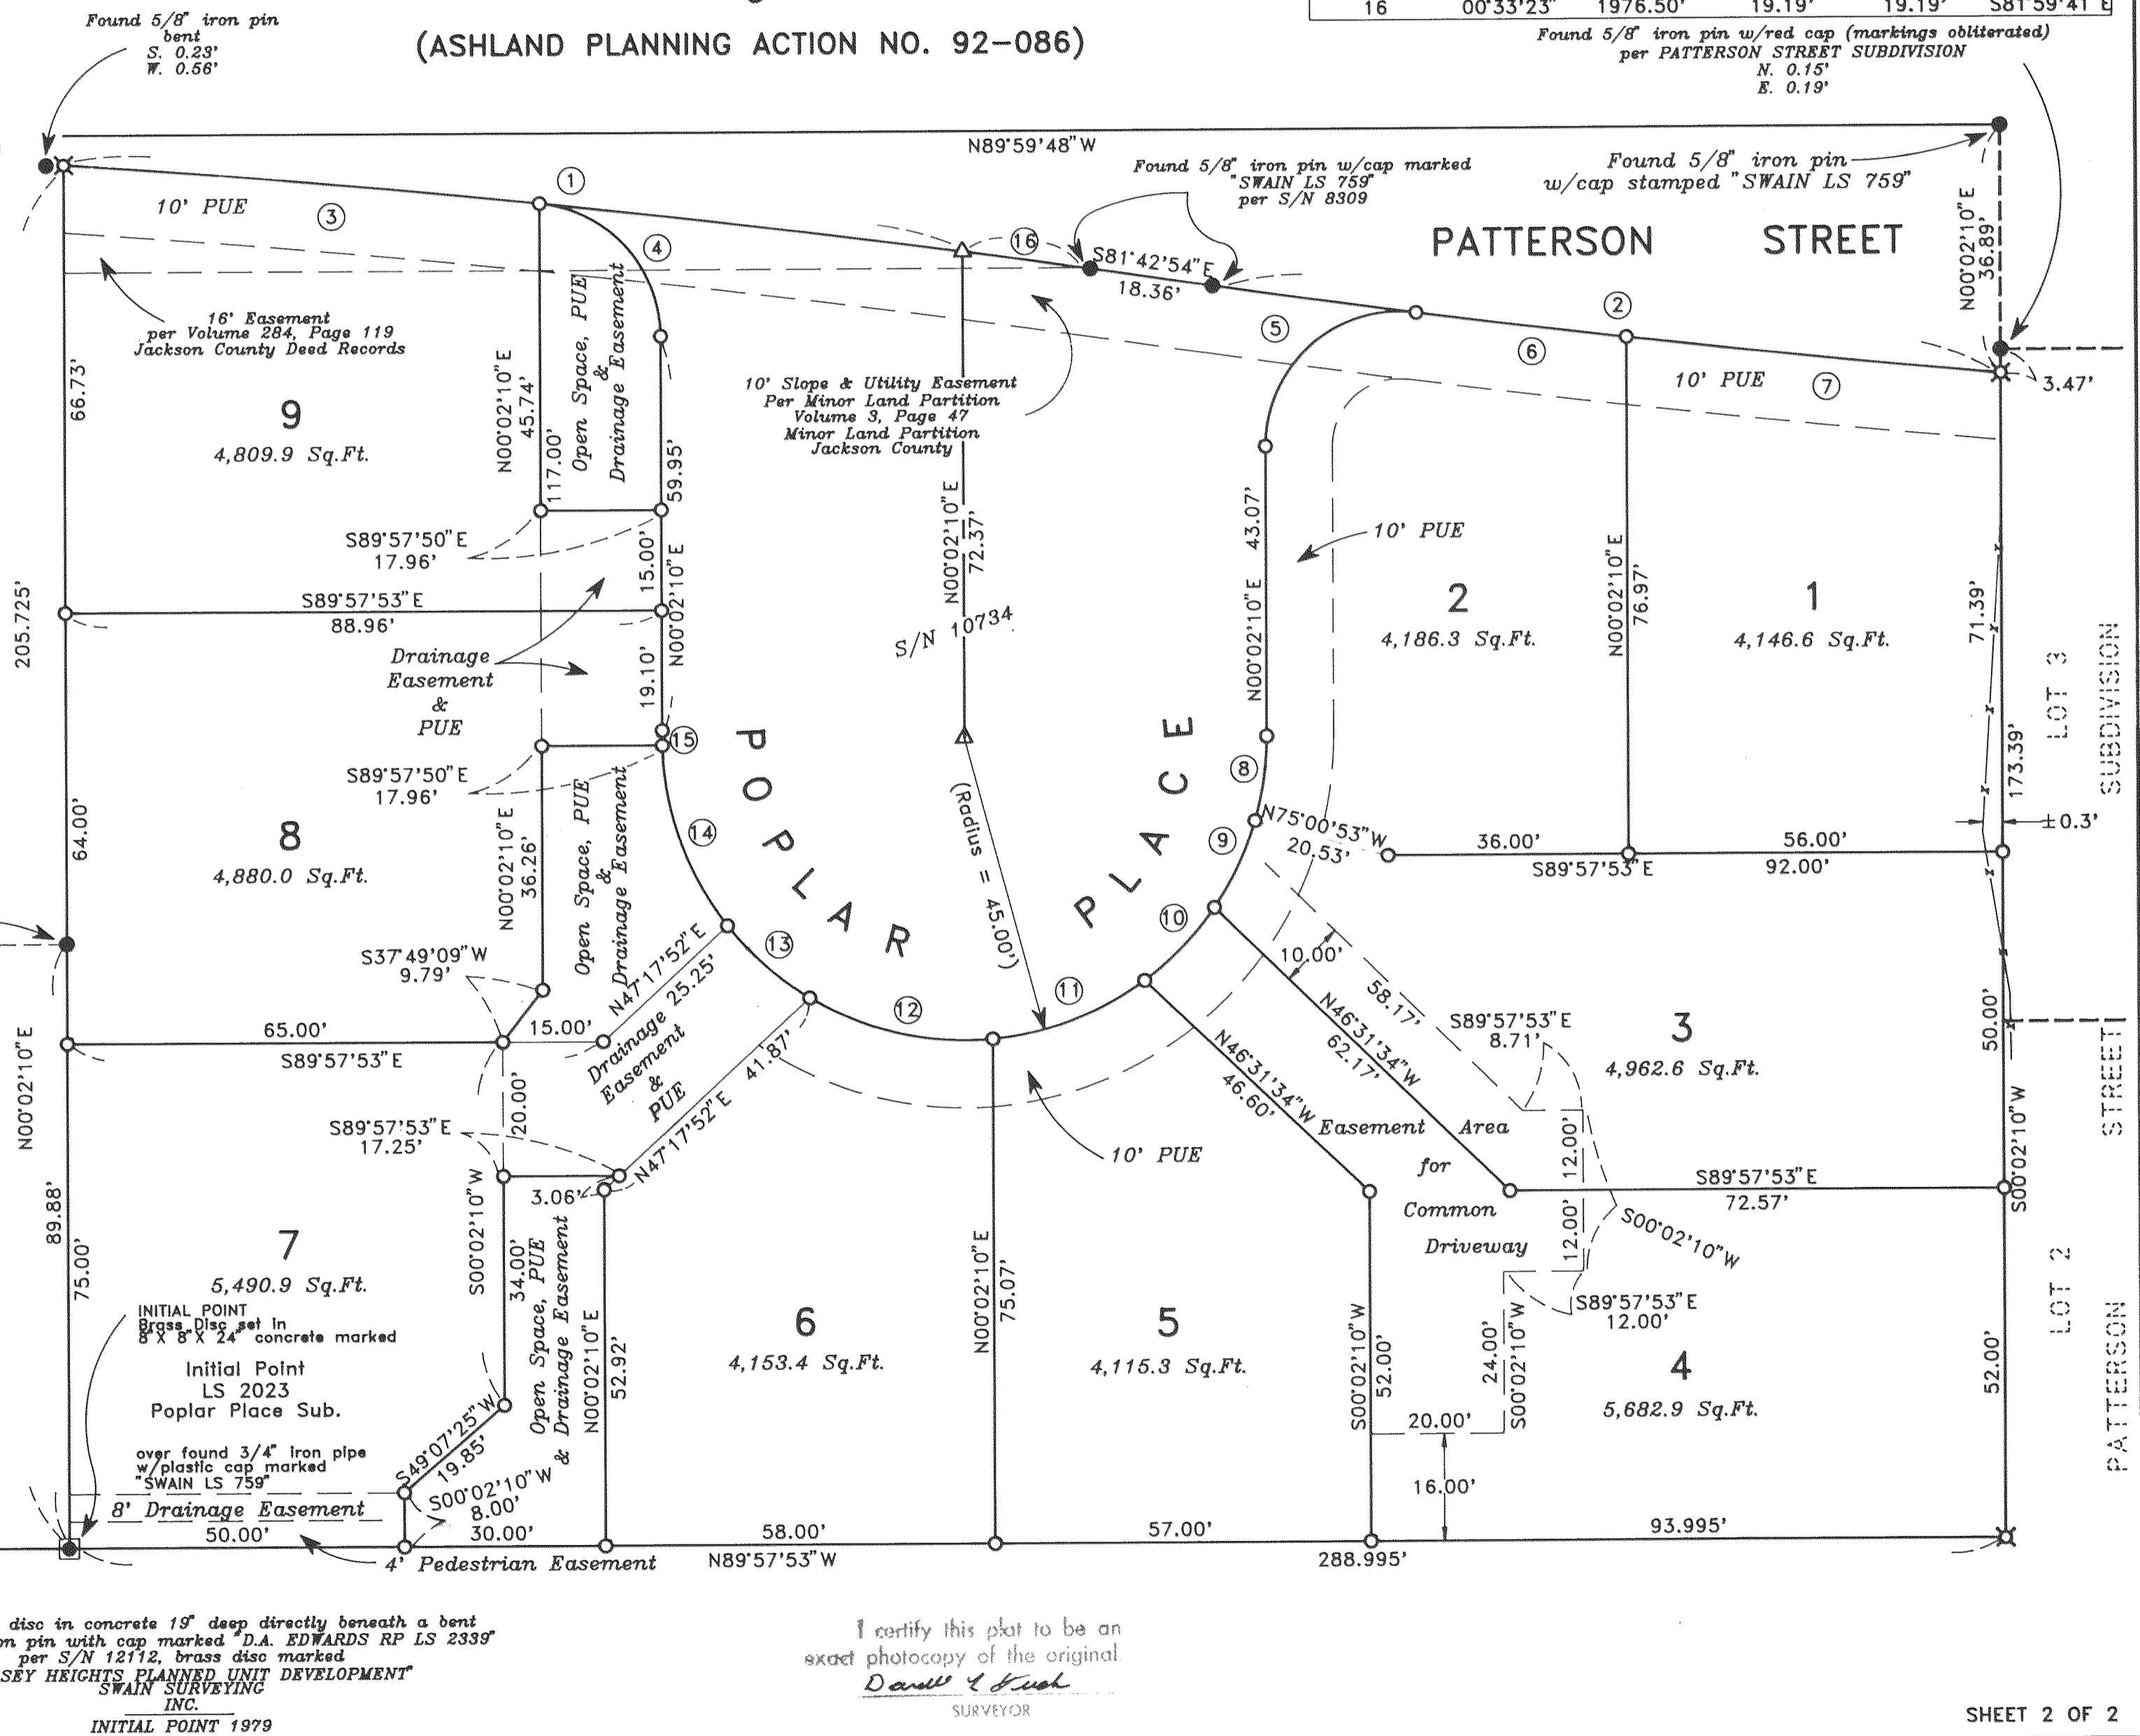 Found 5/8" iron pin
bent
S. 0.23'
W. 0.56'
(ASHLAND PLANNING ACTION NO. 92-086)
16 00°33'23" 1976.50' 19.19' 19.19' S81°59'41"E
Found 5/8" iron pin w/red cap (markings obliterated)
per PATTERSON STREET SUBDIVISION
N. 0.15'
E. 0.19'
N89°59'48"W
Found 5/8" iron pin w/cap marked
"SWAIN LS 759"
per S/N 8309
Found 5/8" iron pin
w/cap stamped "SWAIN LS 759"
PATTERSON STREET
N00°02'10"E
36.89'
3.47'
1
10' PUE
3
4
16
S81°42'54"E
18.36'
5
2
6
10' PUE
7
16' Easement
per Volume 284, Page 119
Jackson County Deed Records
66.73'
9
4,809.9 Sq.Ft.
N00°02'10"E
45.74'
117.00'
Open Space, PUE
&
Drainage Easement
59.95'
10' Slope & Utility Easement
Per Minor Land Partition
Volume 3, Page 47
Minor Land Partition
Jackson County
N00°02'10"E
72.37'
S/N 10734
43.07'
N00°02'10"E
10' PUE
2
4,186.3 Sq.Ft.
N00°02'10"E
76.97'
1
4,146.6 Sq.Ft.
71.39'
173.39'
LOT 3
SUBDIVISION
±0.3'
S89°57'50"E
17.96'
15.00'
N00°02'10"E
205.725'
S89°57'53"E
88.96'
Drainage
Easement
&
PUE
19.10'
15
S89°57'50"E
17.96'
64.00'
8
4,880.0 Sq.Ft.
N00°02'10"E
36.26'
Open Space, PUE
&
Drainage Easement
14
POPLAR PLACE
(Radius = 45.00')
8
9
N75°00'53"W
20.53'
36.00'
S89°57'53"E
56.00'
92.00'
S37°49'09"W
9.79'
13
12
11
10
10.00'
58.17'
N47°17'52"E
25.25'
65.00'
S89°57'53"E
15.00'
N00°02'10"E
Drainage
Easement
&
PUE
41.87'
N47°17'52"E
20.00'
S89°57'53"E
17.25'
3.06'
N46°31'34"W
62.17'
N46°31'34"W
46.60'
S89°57'53"E
8.71'
3
4,962.6 Sq.Ft.
50.00'
S00°02'10"W
STREET
10' PUE
Easement Area
for
Common
Driveway
12.00'
12.00'
S89°57'53"E
72.57'
S00°02'10"W
S89°57'53"E
12.00'
89.88'
75.00'
7
5,490.9 Sq.Ft.
S00°02'10"W
34.00'
Open Space, PUE
& Drainage Easement
N00°02'10"E
52.92'
6
4,153.4 Sq.Ft.
N00°02'10"E
75.07'
5
4,115.3 Sq.Ft.
S00°02'10"W
52.00'
24.00'
S00°02'10"W
20.00'
16.00'
4
5,682.9 Sq.Ft.
52.00'
LOT 2
PATTERSON
INITIAL POINT
Brass Disc set in
8"X 8"X 24" concrete marked
Initial Point
LS 2023
Poplar Place Sub.
over found 3/4" iron pipe
w/plastic cap marked
"SWAIN LS 759"
S49°07'25"W
19.85'
S00°02'10"W
8.00'
8' Drainage Easement
50.00'
30.00'
58.00'
57.00'
93.995'
4' Pedestrian Easement
N89°57'53"W
288.995'
disc in concrete 19" deep directly beneath a bent
n pin with cap marked "D.A. EDWARDS RP LS 2339"
per S/N 12112, brass disc marked
SEY HEIGHTS PLANNED UNIT DEVELOPMENT"
SWAIN SURVEYING
INC.
INITIAL POINT 1979
I certify this plat to be an
exact photocopy of the original.
SURVEYOR
SHEET 2 OF 2